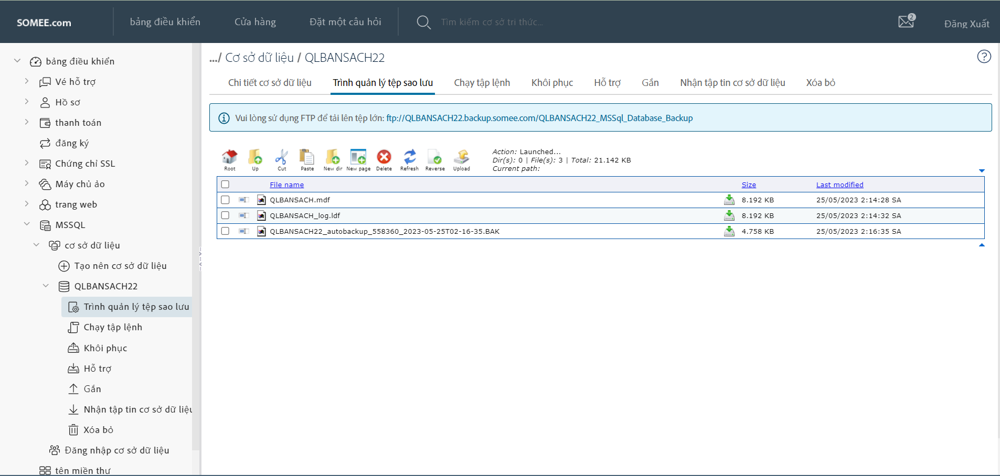 SOMEE.com
bảng điều khiển
Cửa hàng
Đặt một câu hỏi
Tìm kiếm cơ sở tri thức...
2
Đăng Xuất
bảng điều khiển
Vé hỗ trợ
Hồ sơ
thanh toán
đăng ký
Chứng chỉ SSL
Máy chủ ảo
trang web
MSSQL
cơ sở dữ liệu
Tạo nên cơ sở dữ liệu
QLBANSACH22
Trình quản lý tệp sao lưu
Chạy tập lệnh
Khôi phục
Hỗ trợ
Gắn
Nhận tập tin cơ sở dữ liệu
Xóa bỏ
Đăng nhập cơ sở dữ liệu
tên miền thư
.../ Cơ sở dữ liệu / QLBANSACH22
Chi tiết cơ sở dữ liệu
Trình quản lý tệp sao lưu
Chạy tập lệnh
Khôi phục
Hỗ trợ
Gắn
Nhận tập tin cơ sở dữ liệu
Xóa bỏ
Vui lòng sử dụng FTP để tải lên tệp lớn: ftp://QLBANSACH22.backup.somee.com/QLBANSACH22_MSSql_Database_Backup
Root
Up
Cut
Paste
New dir
New page
Delete
Refresh
Reverse
Upload
Action: Launched...
Dir(s): 0 | File(s): 3 | Total: 21.142 KB
Current path:
File name Size Last modified
QLBANSACH.mdf 8.192 KB 25/05/2023 2:14:28 SA
QLBANSACH_log.ldf 8.192 KB 25/05/2023 2:14:32 SA
QLBANSACH22_autobackup_558360_2023-05-25T02-16-35.BAK 4.758 KB 25/05/2023 2:16:35 SA